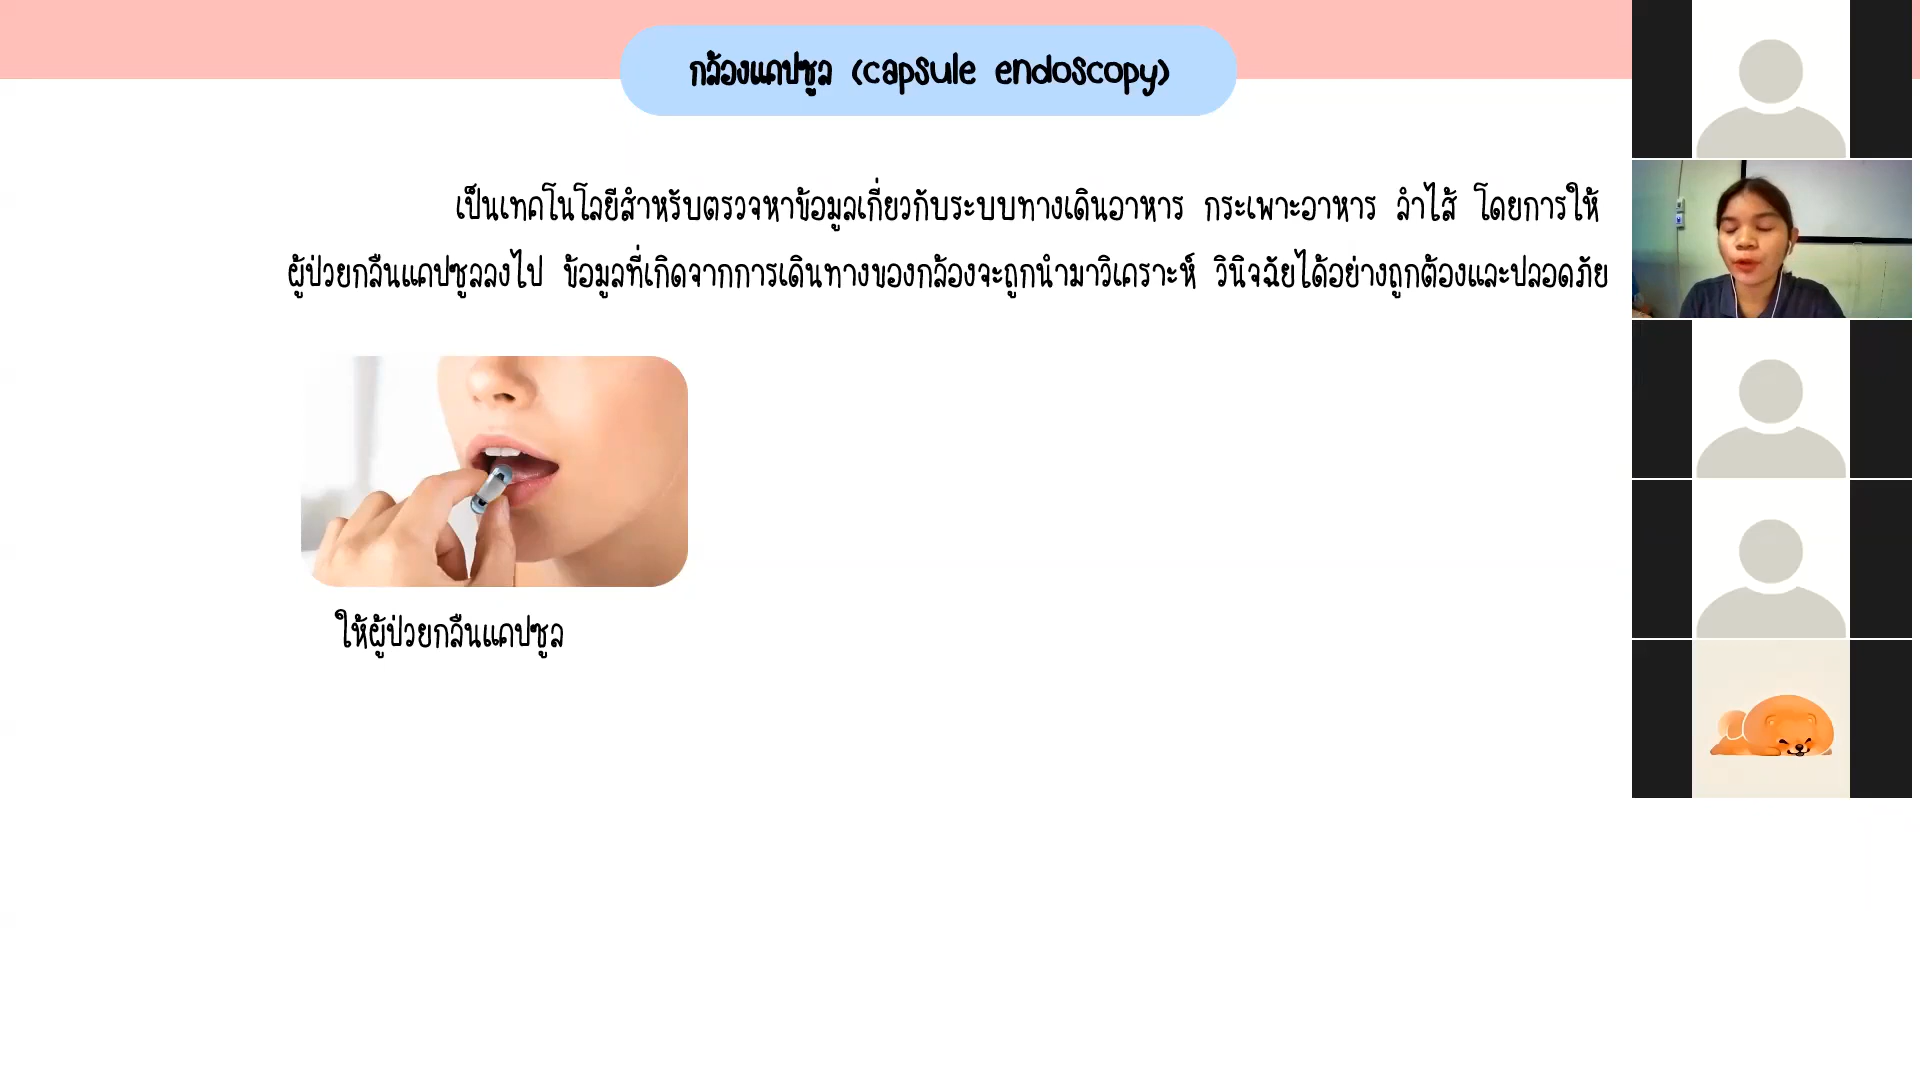 กล้องแคปซูล (capsule endoscopy)
เป็นเทคโนโลยีสำหรับตรวจหาข้อมูลเกี่ยวกับระบบทางเดินอาหาร กระเพาะอาหาร ลำไส้ โดยการให้
ผู้ป่วยกลืนแคปซูลลงไป ข้อมูลที่เกิดจากการเดินทางของกล้องจะถูกนำมาวิเคราะห์ วินิจฉัยได้อย่างถูกต้องและปลอดภัย
ให้ผู้ป่วยกลืนแคปซูล